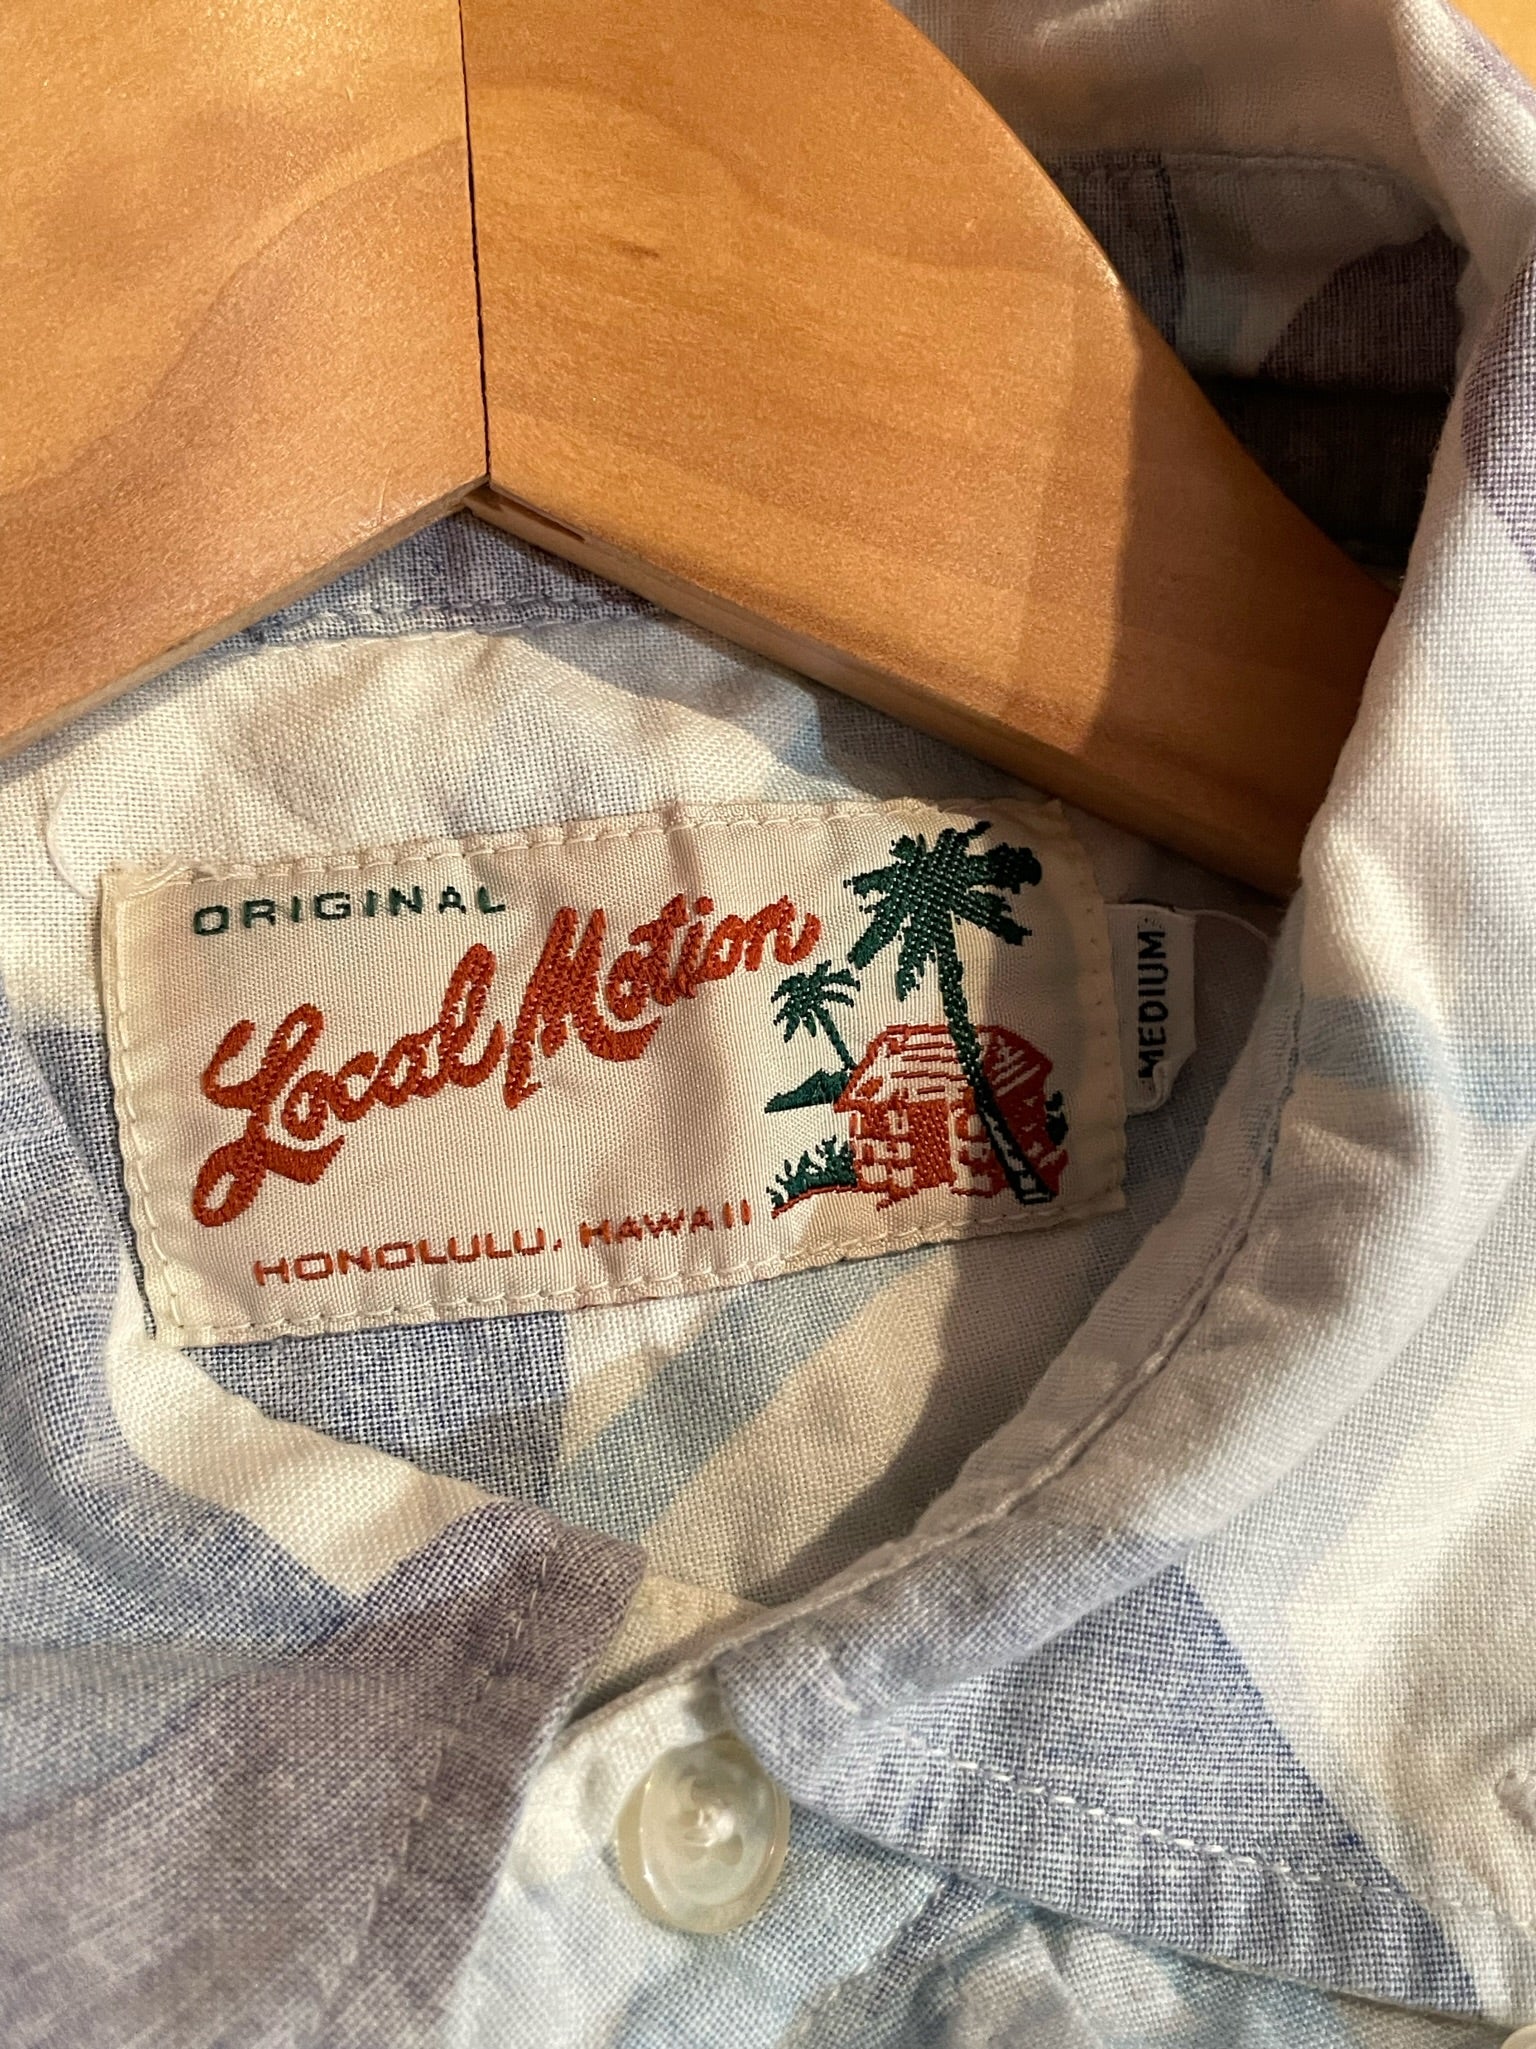 ORIGINAL
Local Motion
HONOLULU, HAWAII
MEDIUM